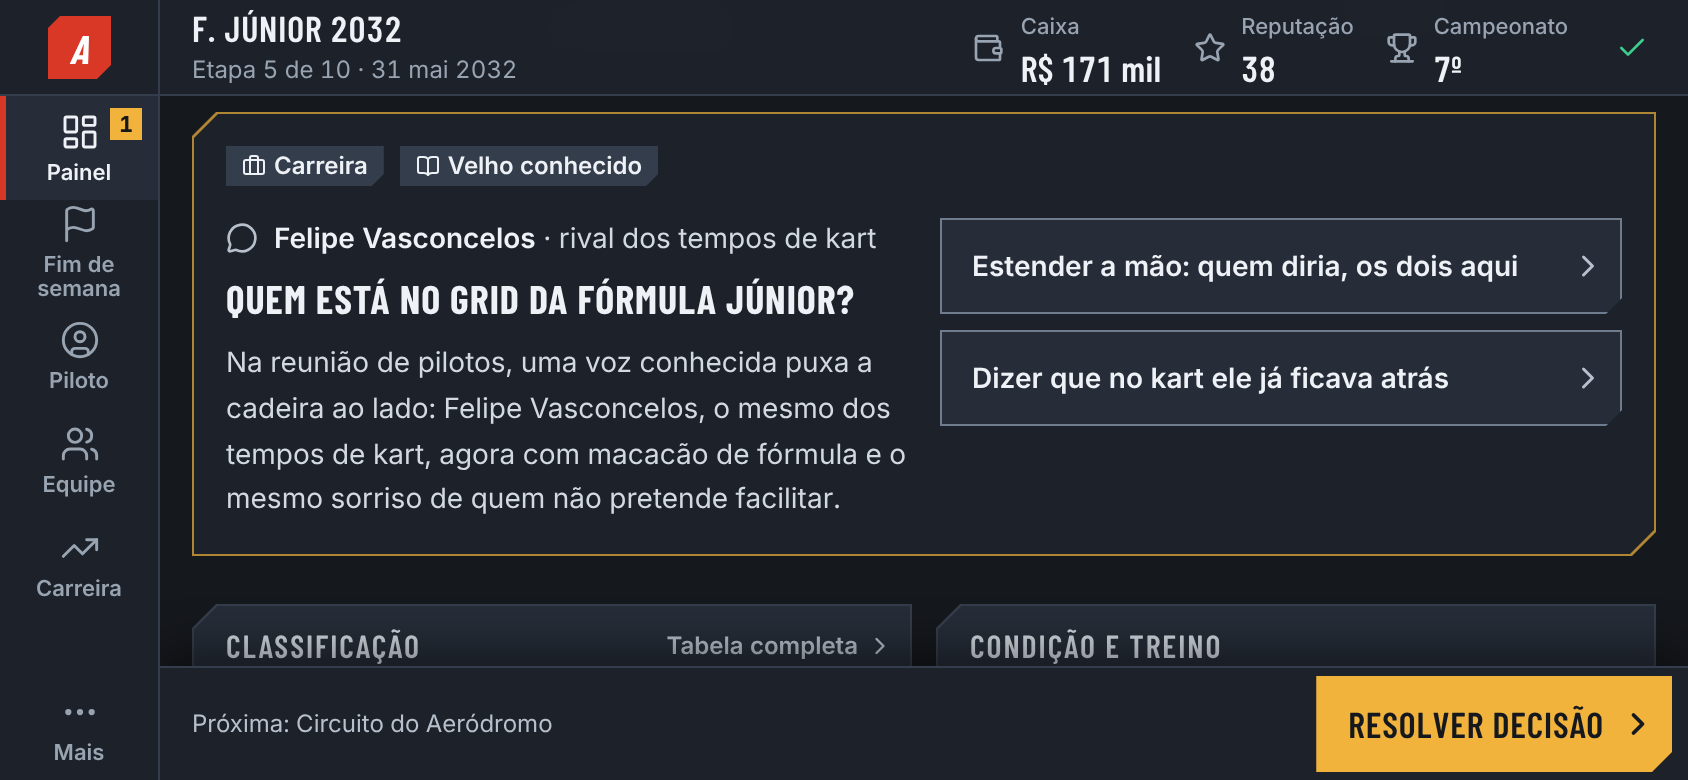 A
F. JÚNIOR 2032
Etapa 5 de 10 · 31 mai 2032
Caixa
R$ 171 mil
Reputação
38
Campeonato
7º
1
Painel
Fim de
semana
Piloto
Equipe
Carreira
Mais
Carreira
Velho conhecido
Felipe Vasconcelos · rival dos tempos de kart
QUEM ESTÁ NO GRID DA FÓRMULA JÚNIOR?
Na reunião de pilotos, uma voz conhecida puxa a
cadeira ao lado: Felipe Vasconcelos, o mesmo dos
tempos de kart, agora com macacão de fórmula e o
mesmo sorriso de quem não pretende facilitar.
Estender a mão: quem diria, os dois aqui
Dizer que no kart ele já ficava atrás
CLASSIFICAÇÃO
Tabela completa
CONDIÇÃO E TREINO
Próxima: Circuito do Aeródromo
RESOLVER DECISÃO